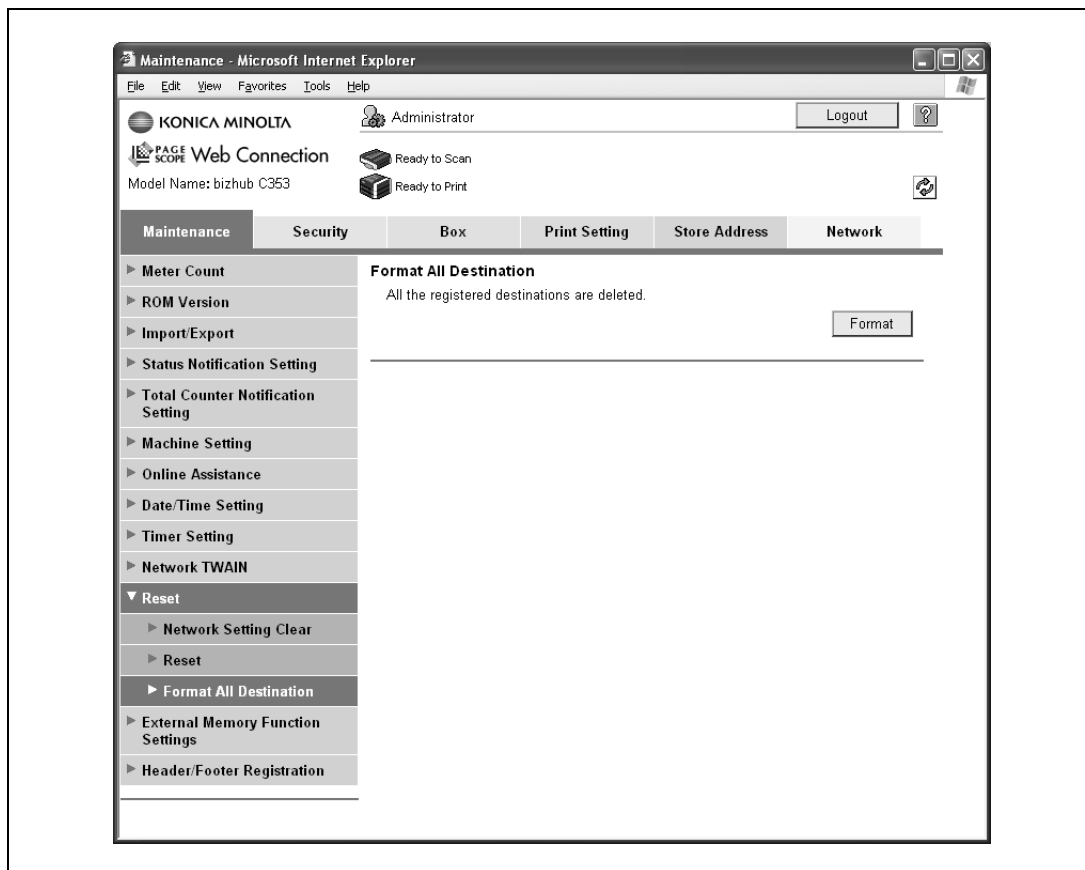 Maintenance - Microsoft Internet Explorer
File Edit View Favorites Tools Help
KONICA MINOLTA
Administrator
Logout
?
PAGE SCOPE Web Connection
Ready to Scan
Model Name: bizhub C353
Ready to Print
Maintenance Security Box Print Setting Store Address Network
Meter Count
ROM Version
Import/Export
Status Notification Setting
Total Counter Notification
Setting
Machine Setting
Online Assistance
Date/Time Setting
Timer Setting
Network TWAIN
Reset
Network Setting Clear
Reset
Format All Destination
External Memory Function
Settings
Header/Footer Registration
Format All Destination
All the registered destinations are deleted.
Format